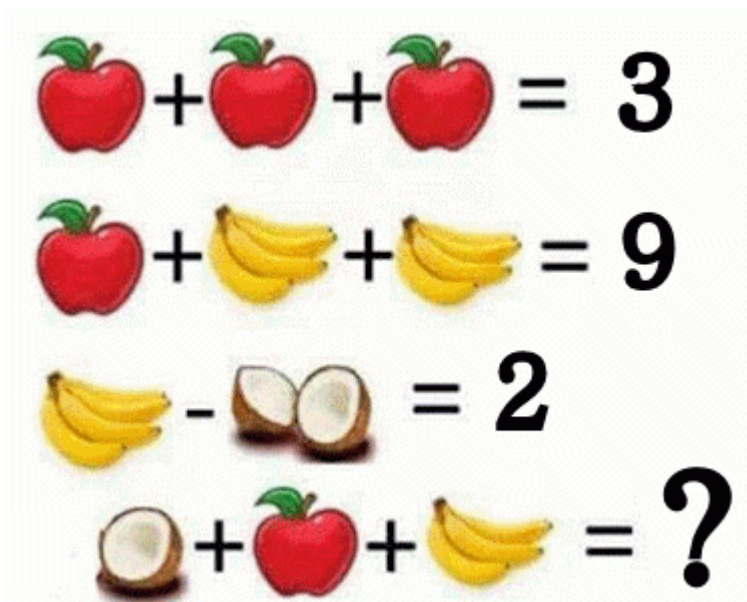 + + = 3
+ + = 9
- = 2
+ + = ?